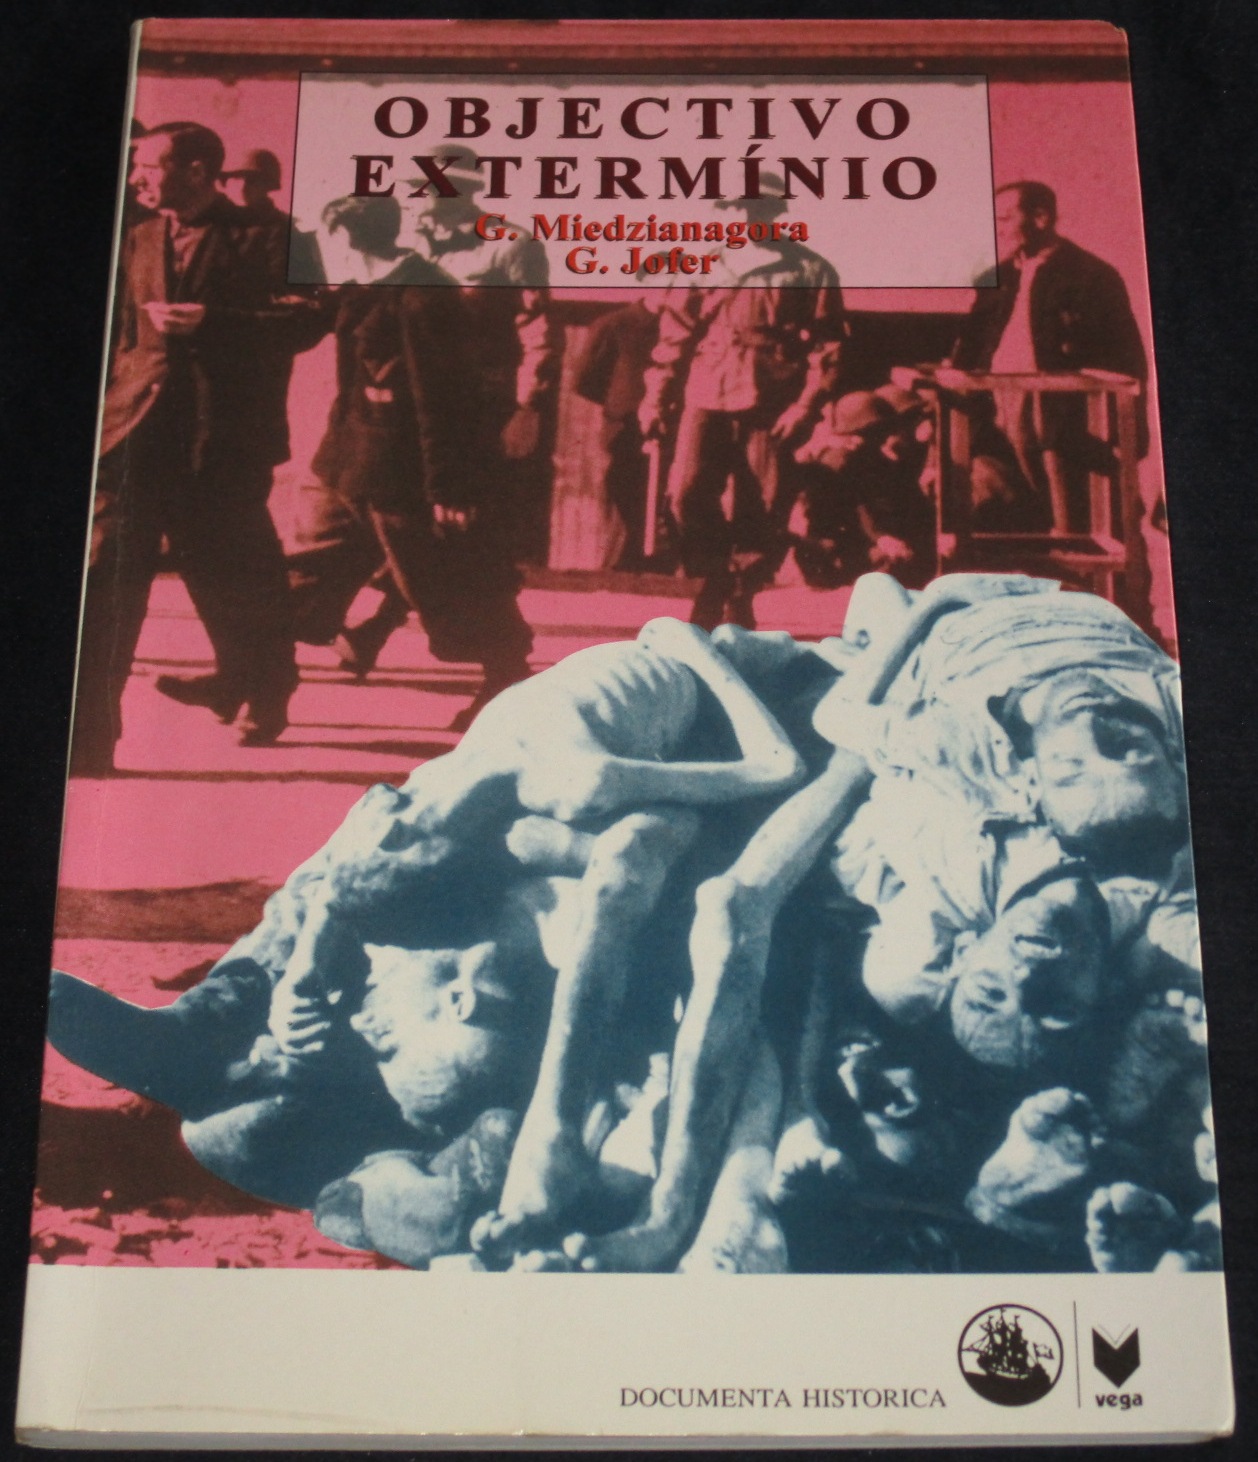 OBJECTIVO
EXTERMÍNIO
G. Miedzianagora
G. Jofer
DOCUMENTA HISTORICA
vega